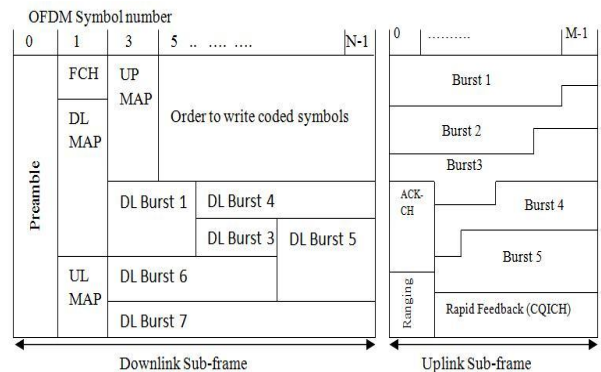 OFDM Symbol number
0 1 3 5 .. .... .... N-1
0 .......... M-1
Preamble
FCH
DL
MAP
UL
MAP
UP
MAP
Order to write coded symbols
DL Burst 1
DL Burst 4
DL Burst 3
DL Burst 5
DL Burst 6
DL Burst 7
Burst 1
Burst 2
Burst3
ACK-
CH
Burst 4
Burst 5
Ranging
Rapid Feedback (CQICH)
Downlink Sub-frame
Uplink Sub-frame